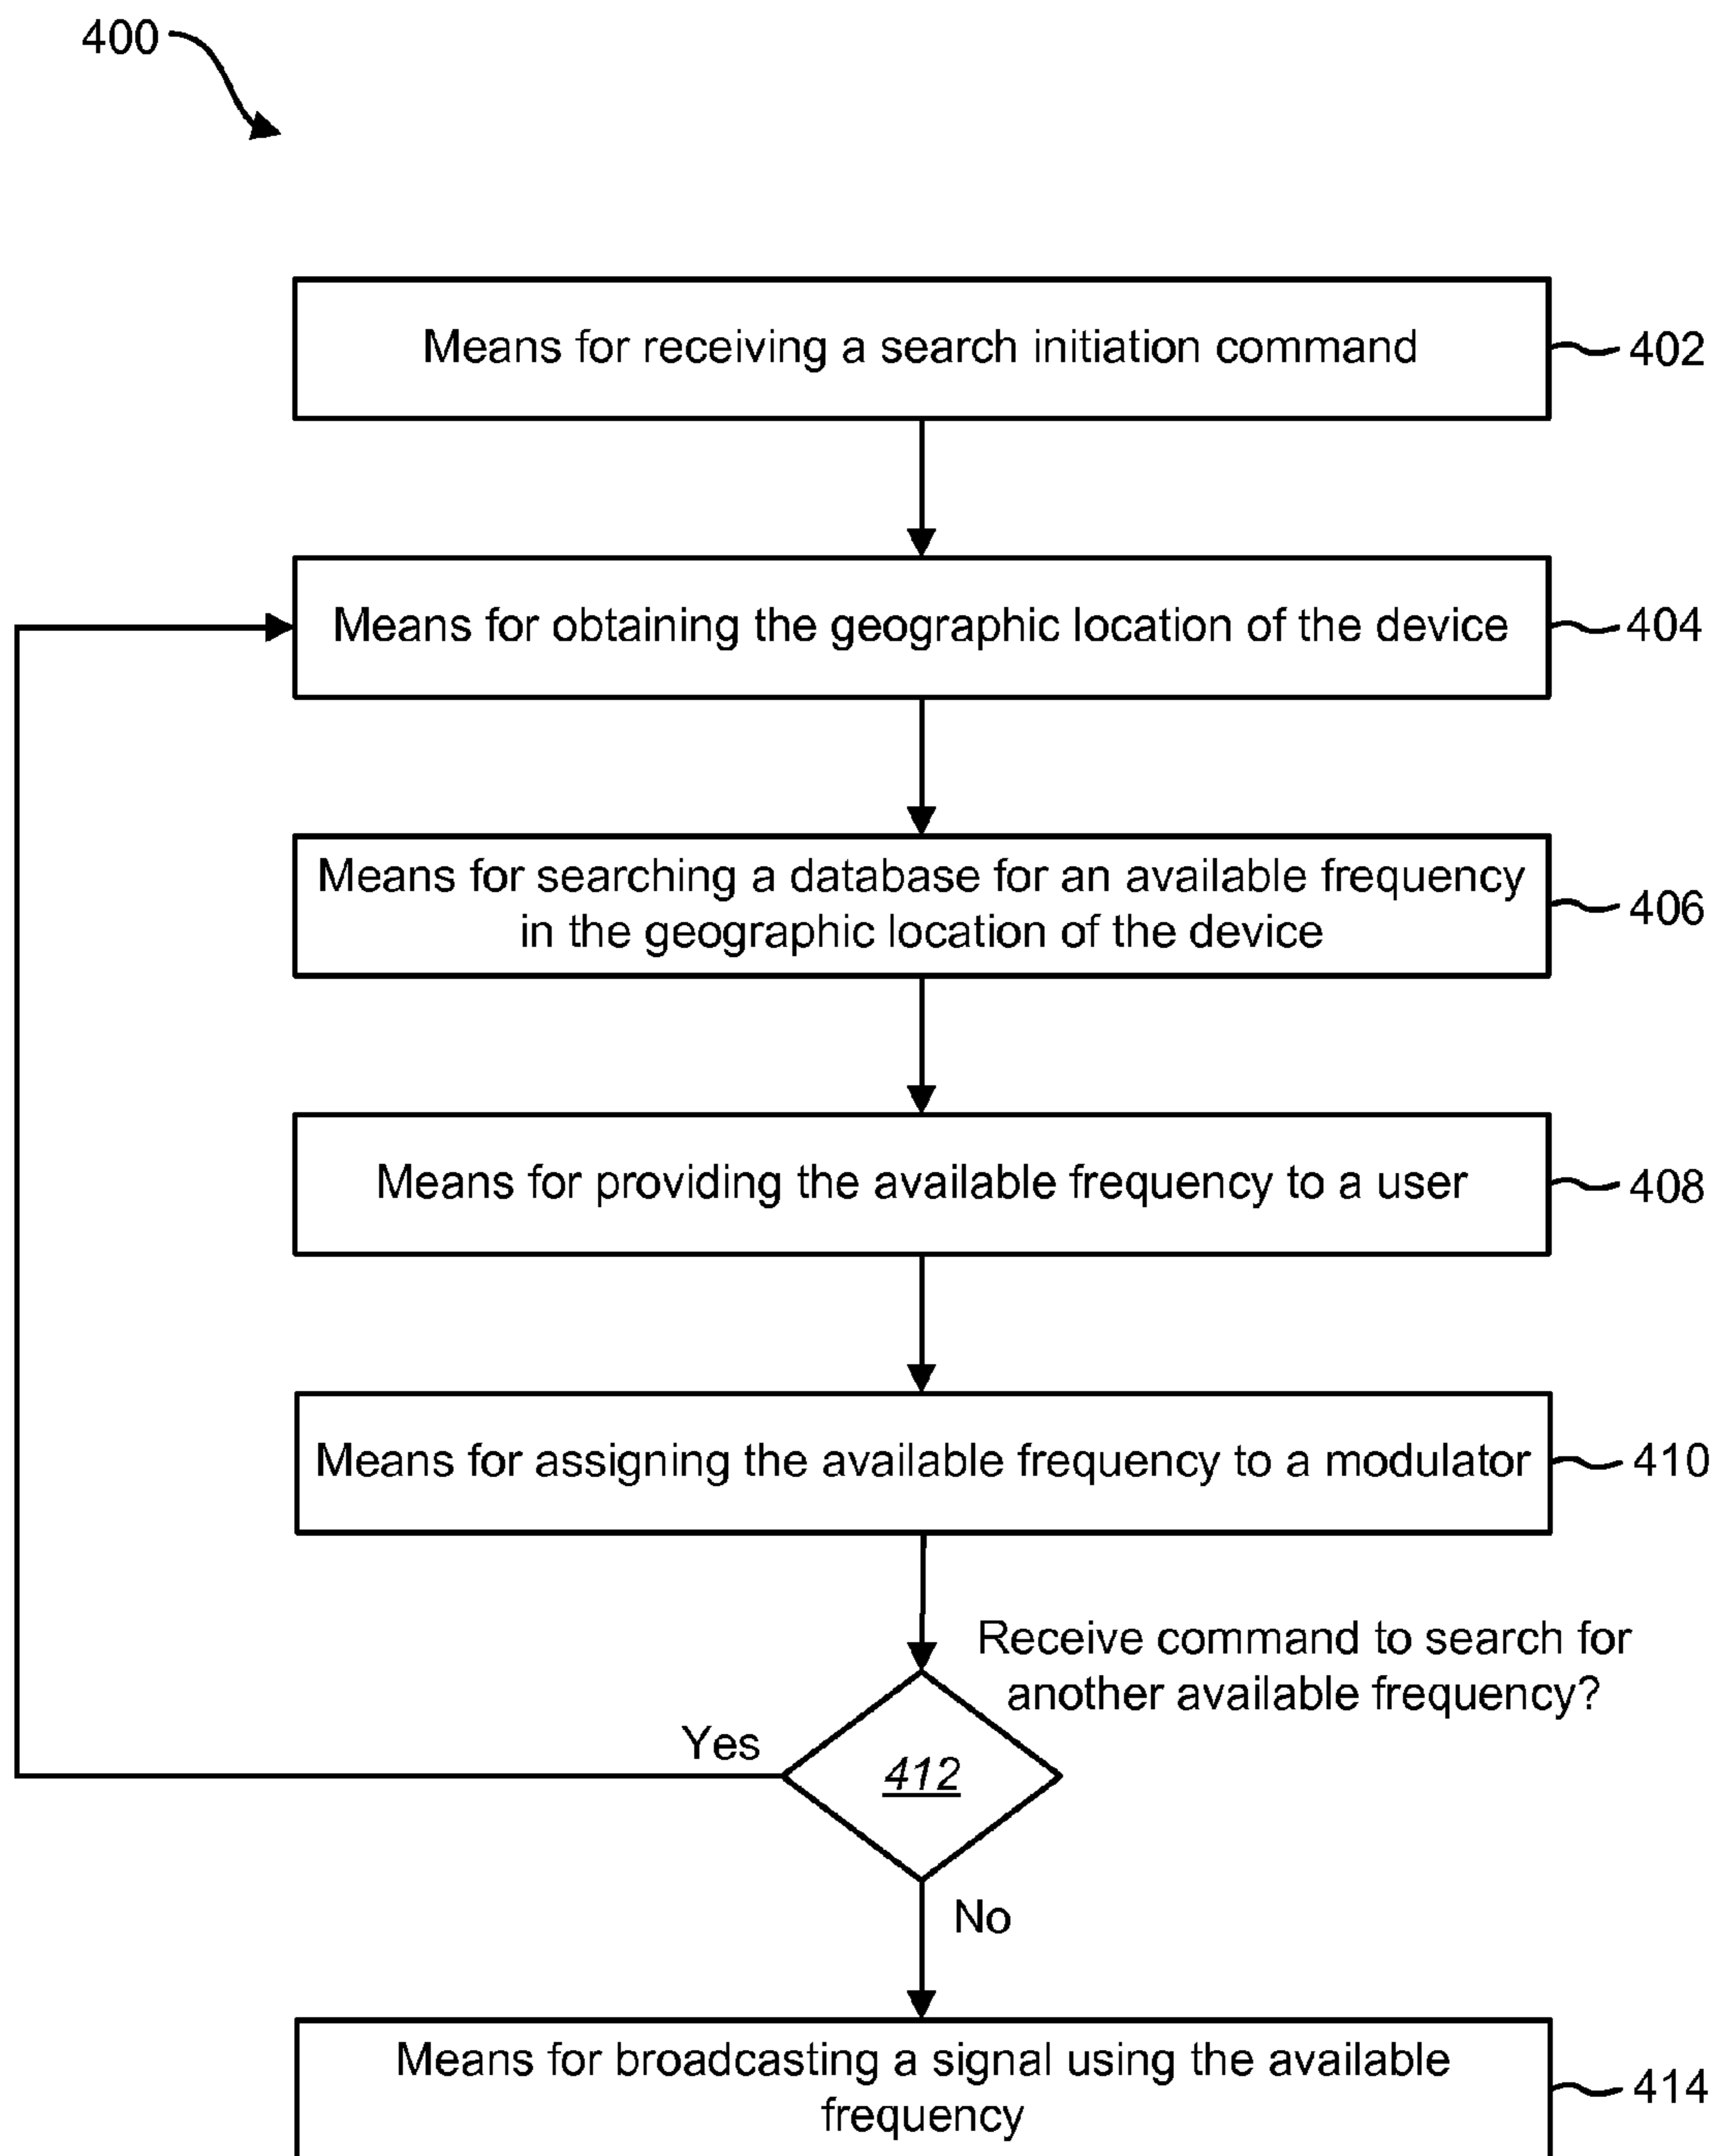 400
Means for receiving a search initiation command
402
Means for obtaining the geographic location of the device
404
Means for searching a database for an available frequency
in the geographic location of the device
406
Means for providing the available frequency to a user
408
Means for assigning the available frequency to a modulator
410
Receive command to search for
another available frequency?
Yes
412
No
Means for broadcasting a signal using the available
frequency
414